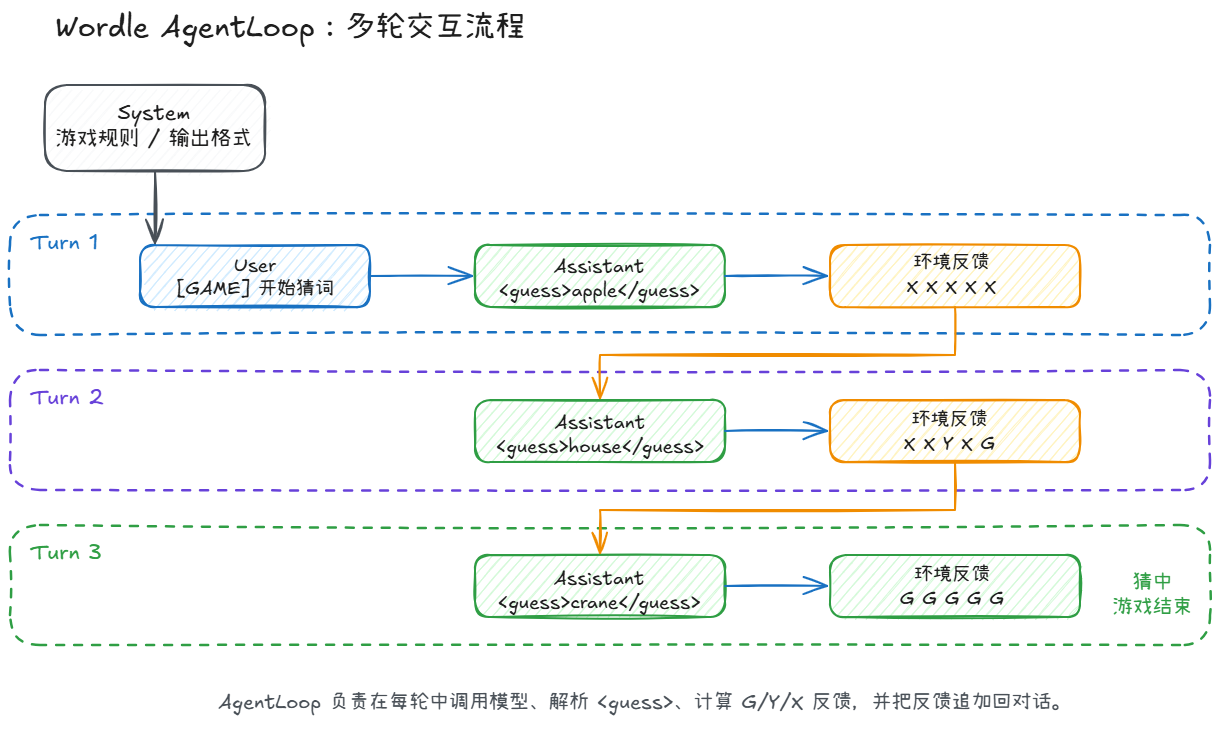 Wordle AgentLoop：多轮交互流程
System
游戏规则 / 输出格式
Turn 1
User
[GAME] 开始猜词
Assistant
<guess>apple</guess>
环境反馈
X X X X X
Turn 2
Assistant
<guess>house</guess>
环境反馈
X X Y X G
Turn 3
Assistant
<guess>crane</guess>
环境反馈
G G G G G
猜中
游戏结束
AgentLoop 负责在每轮中调用模型、解析 <guess>、计算 G/Y/X 反馈，并把反馈追加回对话。